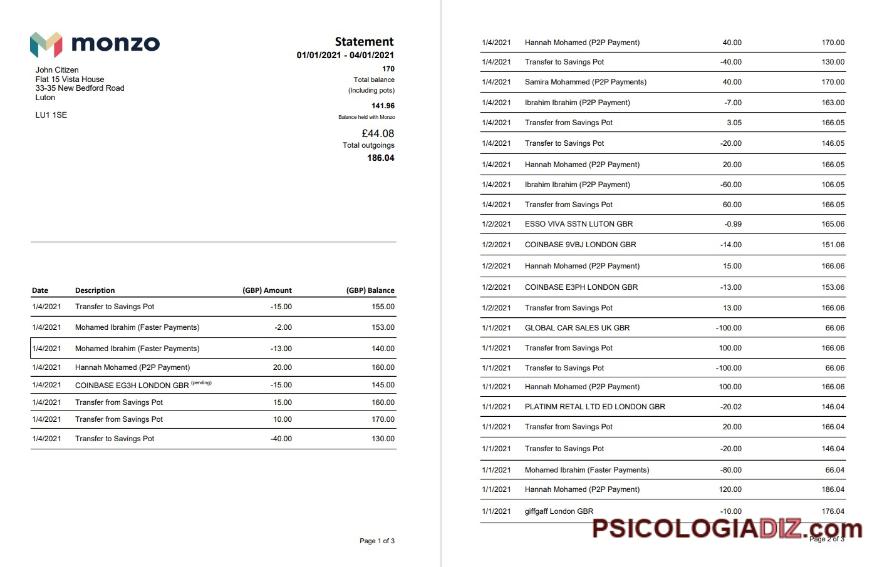 monzo
Statement
01/01/2021 - 04/01/2021
John Citizen
Flat 15 Vista House
33-35 New Bedford Road
Luton
LU1 1SE
170
Total balance
(Including pots)
141.96
Balance held with Monzo
£44.08
Total outgoings
186.04
Date Description (GBP) Amount (GBP) Balance
1/4/2021 Transfer to Savings Pot -15.00 155.00
1/4/2021 Mohamed Ibrahim (Faster Payments) -2.00 153.00
1/4/2021 Mohamed Ibrahim (Faster Payments) -13.00 140.00
1/4/2021 Hannah Mohamed (P2P Payment) 20.00 160.00
1/4/2021 COINBASE EG3H LONDON GBR (pending) -15.00 145.00
1/4/2021 Transfer from Savings Pot 15.00 160.00
1/4/2021 Transfer from Savings Pot 10.00 170.00
1/4/2021 Transfer to Savings Pot -40.00 130.00
Page 1 of 3
1/4/2021 Hannah Mohamed (P2P Payment) 40.00 170.00
1/4/2021 Transfer to Savings Pot -40.00 130.00
1/4/2021 Samira Mohammed (P2P Payments) 40.00 170.00
1/4/2021 Ibrahim Ibrahim (P2P Payment) -7.00 163.00
1/4/2021 Transfer from Savings Pot 3.05 166.05
1/4/2021 Transfer to Savings Pot -20.00 146.05
1/4/2021 Hannah Mohamed (P2P Payment) 20.00 166.05
1/4/2021 Ibrahim Ibrahim (P2P Payment) -60.00 106.05
1/4/2021 Transfer from Savings Pot 60.00 166.05
1/2/2021 ESSO VIVA SSTN LUTON GBR -0.99 165.06
1/2/2021 COINBASE 9VBJ LONDON GBR -14.00 151.06
1/2/2021 Hannah Mohamed (P2P Payment) 15.00 166.06
1/2/2021 COINBASE E3PH LONDON GBR -13.00 153.06
1/2/2021 Transfer from Savings Pot 13.00 166.06
1/1/2021 GLOBAL CAR SALES UK GBR -100.00 66.06
1/1/2021 Transfer from Savings Pot 100.00 166.06
1/1/2021 Transfer to Savings Pot -100.00 66.06
1/1/2021 Hannah Mohamed (P2P Payment) 100.00 166.06
1/1/2021 PLATINM RETAL LTD ED LONDON GBR -20.02 146.04
1/1/2021 Transfer from Savings Pot 20.00 166.04
1/1/2021 Transfer to Savings Pot -20.00 146.04
1/1/2021 Mohamed Ibrahim (Faster Payments) -80.00 66.04
1/1/2021 Hannah Mohamed (P2P Payment) 120.00 186.04
1/1/2021 giffgaff London GBR -10.00 176.04
PSICOLOGIADIZ.com
Page 2 of 3